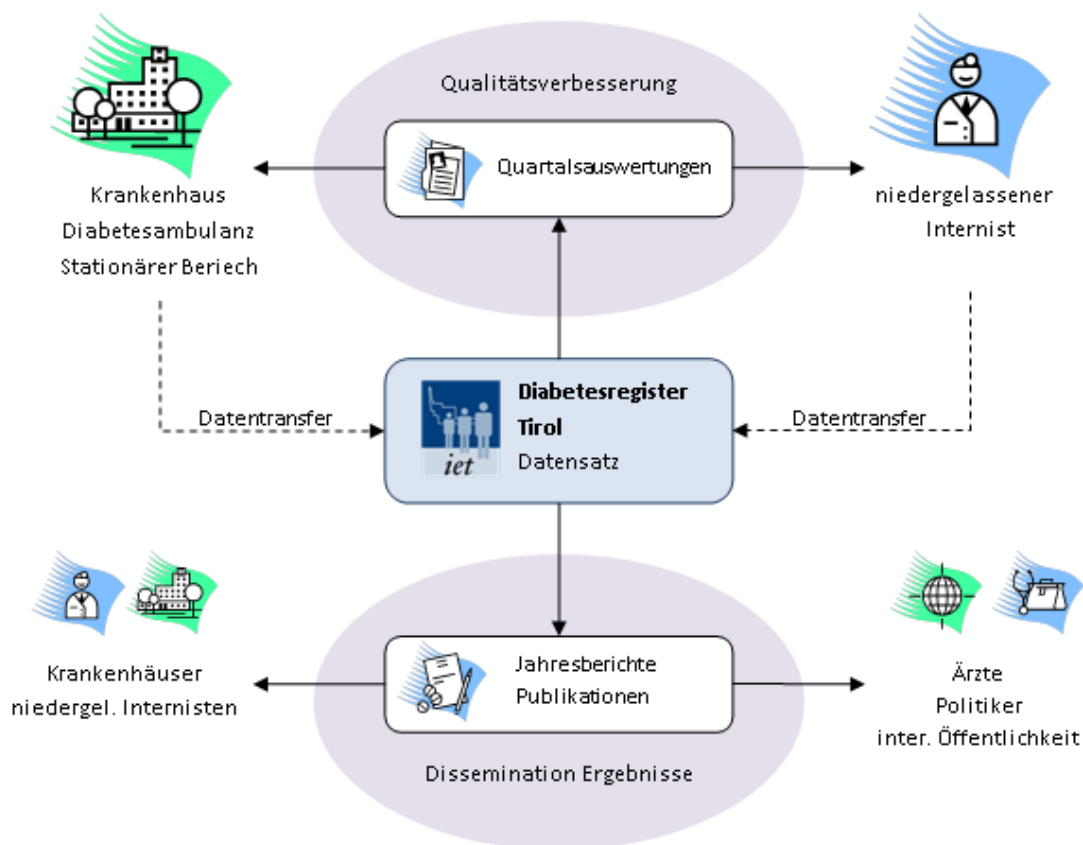 Qualitätsverbesserung
Quartalsauswertungen
Krankenhaus
Diabetesambulanz
Stationärer Beriech
niedergelassener
Internist
Datentransfer
iet
Diabetesregister
Tirol
Datensatz
Datentransfer
Krankenhäuser
niedergel. Internisten
Jahresberichte
Publikationen
Ärzte
Politiker
inter. Öffentlichkeit
Dissemination Ergebnisse